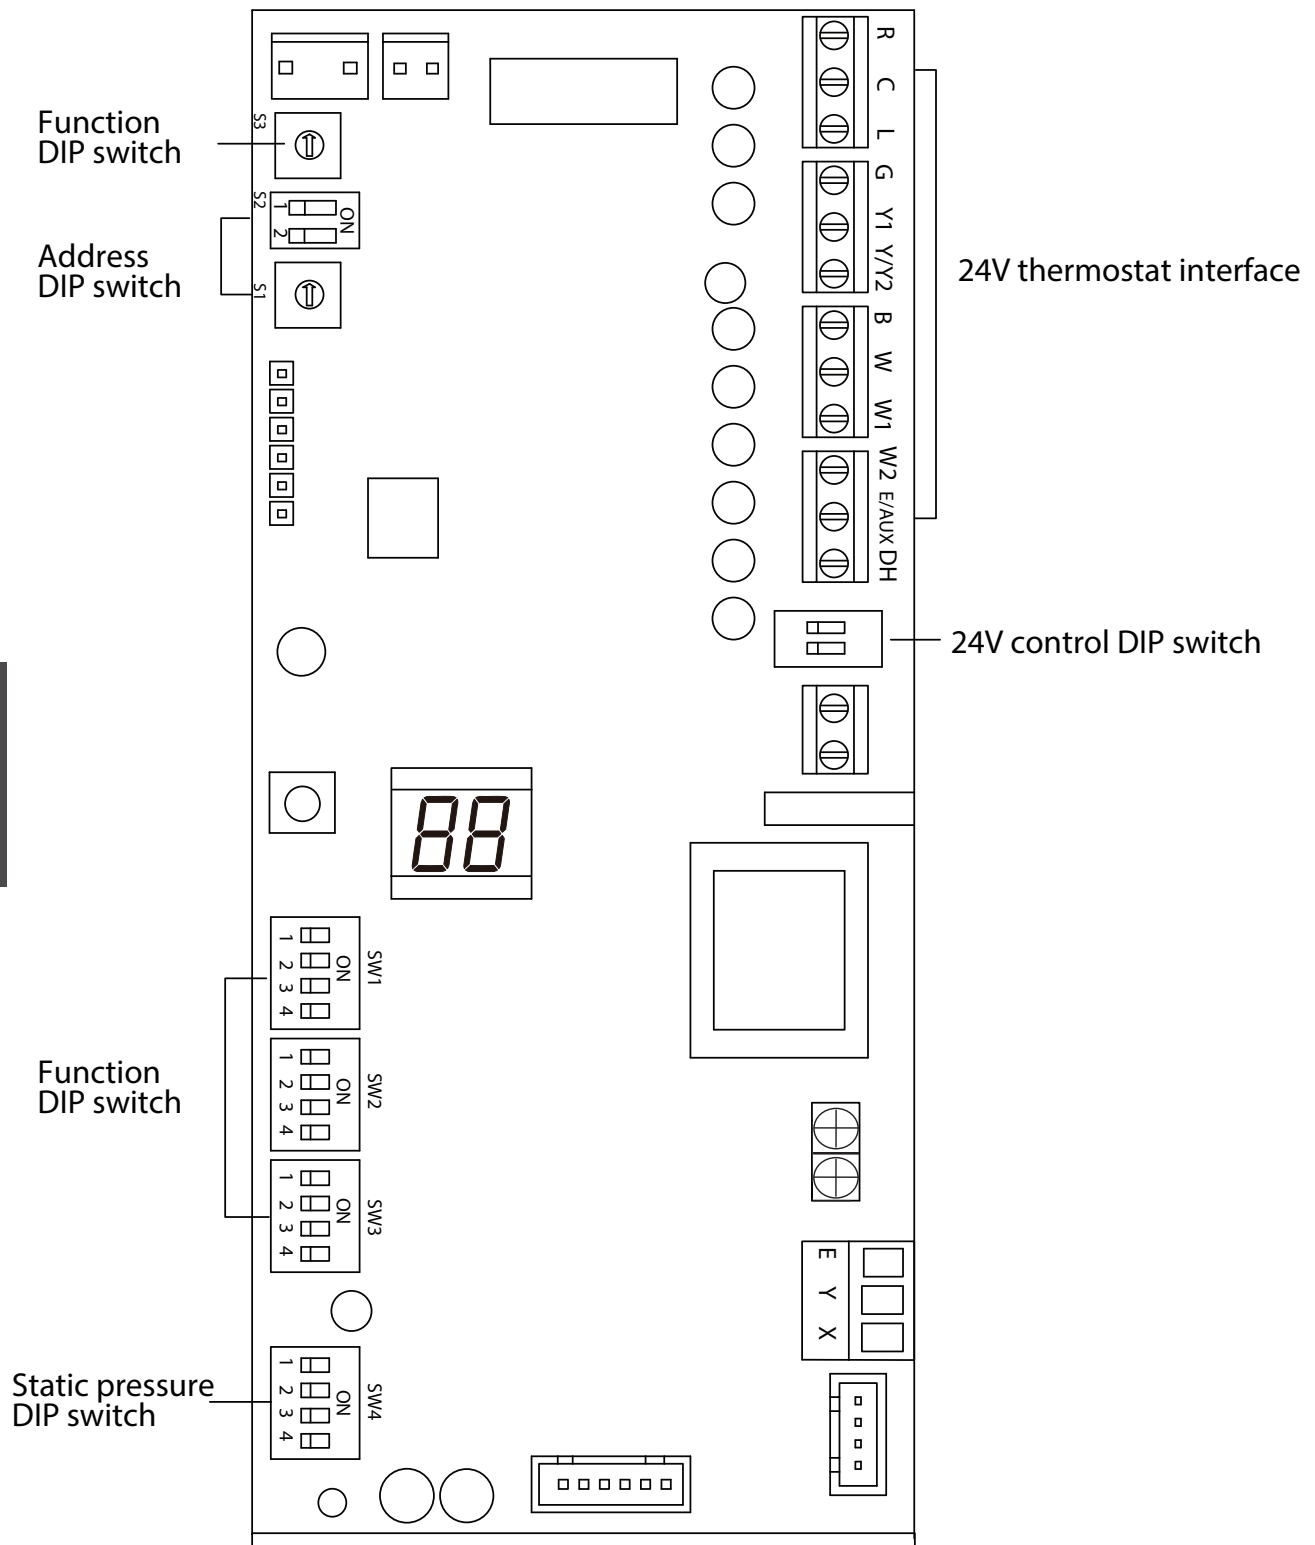 Function
DIP switch
S3
S2
1
2
ON
Address
DIP switch
S1
R
C
L
G
Y1
Y/Y2
B
W
W1
W2
E/AUX
DH
24V thermostat interface
24V control DIP switch
88
1
2
3
4
ON
SW1
Function
DIP switch
1
2
3
4
ON
SW2
1
2
3
4
ON
SW3
E
Y
X
Static pressure
DIP switch
1
2
3
4
ON
SW4